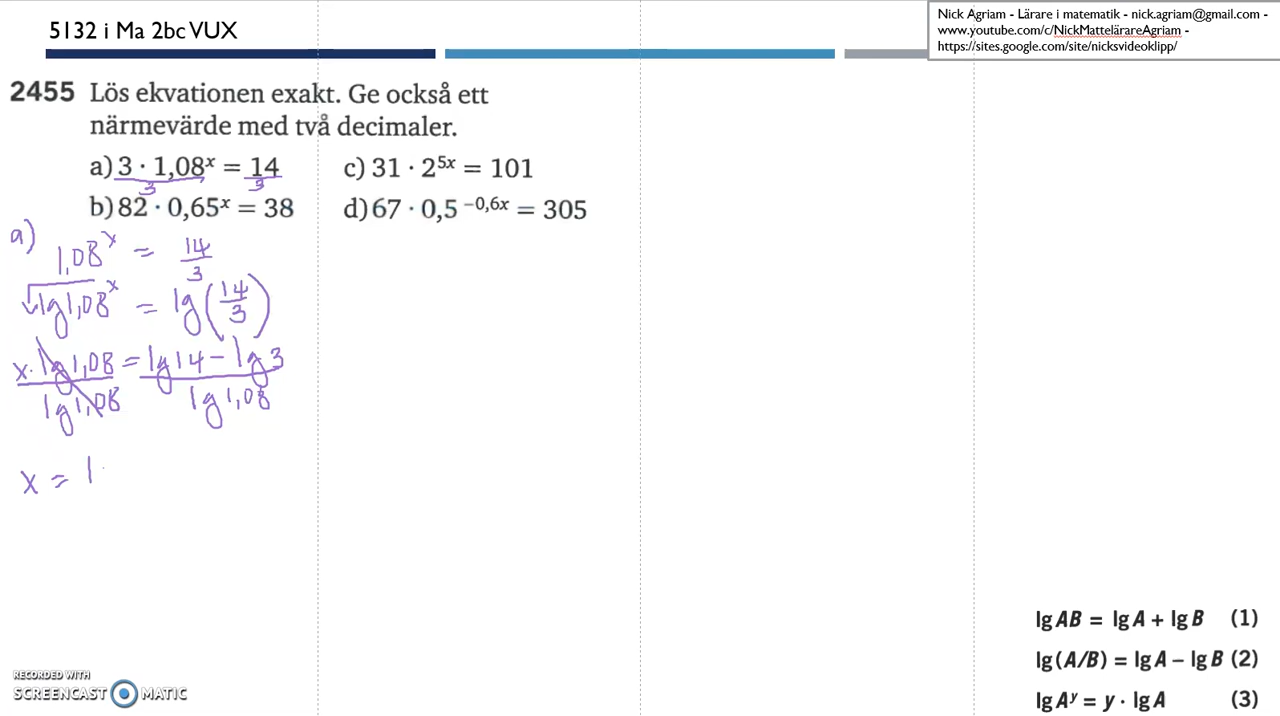 5132 i Ma 2bc VUX
Nick Agriam - Lärare i matematik - nick.agriam@gmail.com -
www.youtube.com/c/NickMattelärareAgriam -
https://sites.google.com/site/nicksvideoklipp/
2455 Lös ekvationen exakt. Ge också ett
närmevärde med två decimaler.
a) 3 · 1,08^x = 14
3 3
c) 31 · 2^5x = 101
b) 82 · 0,65^x = 38
d) 67 · 0,5^−0,6x = 305
a)
1,08^x = 14/3
lg 1,08^x = lg(14/3)
x · lg 1,08 = lg 14 − lg 3
lg 1,08 lg 1,08
x = 1
lg AB = lg A + lg B (1)
lg (A/B) = lg A − lg B (2)
lg A^y = y · lg A (3)
RECORDED WITH
SCREENCAST MATIC